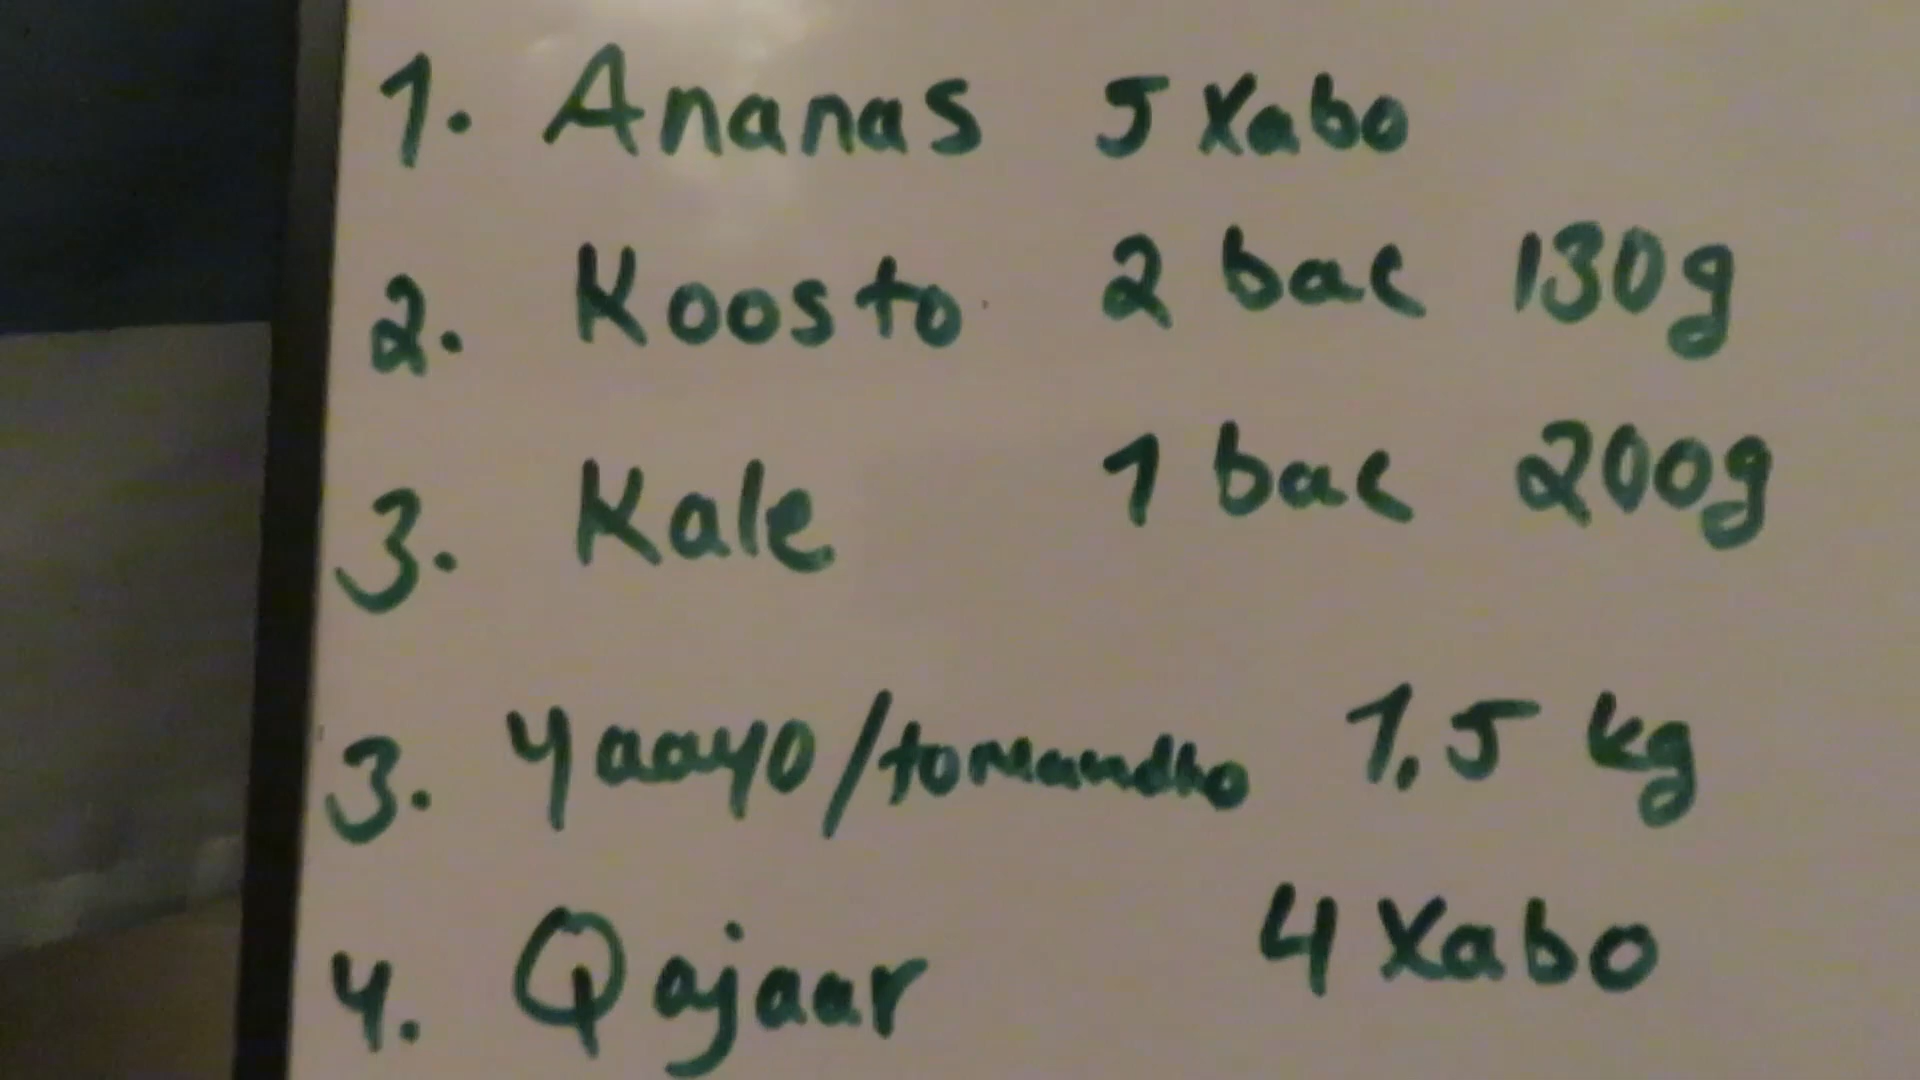 1. Ananas 5 Xabo
2. Koosto 2 bac 130g
3. Kale 1 bac 200g
3. Yaayo/tomaandho 1,5 kg
4. Qajaar 4 Xabo